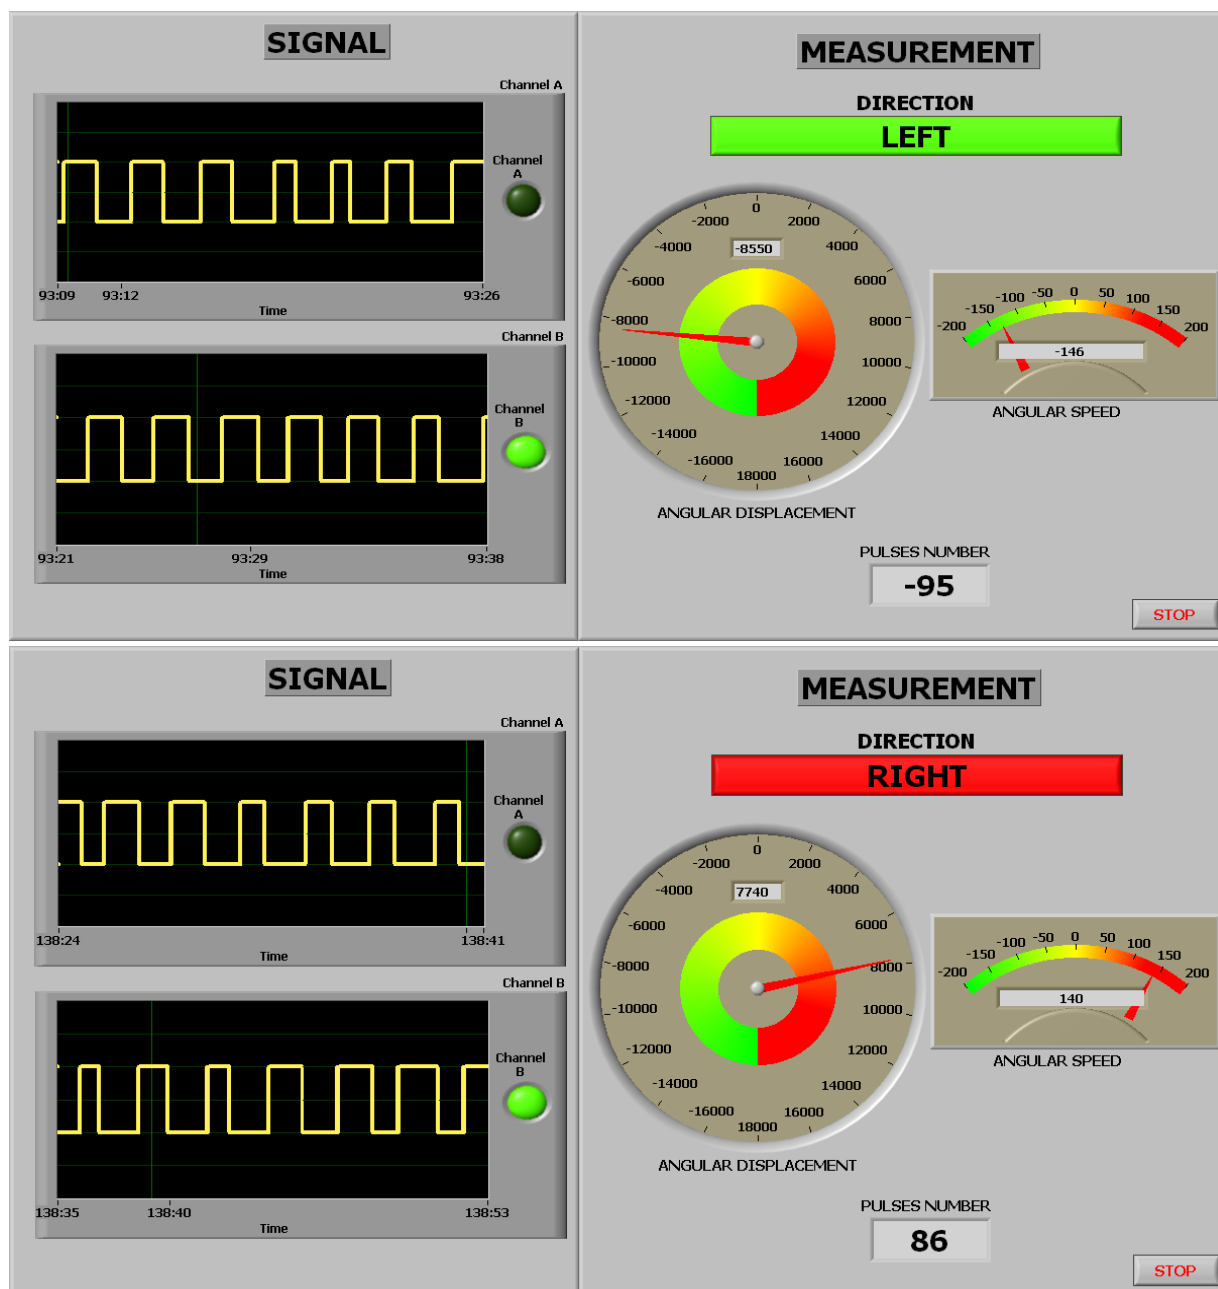 SIGNAL
Channel A
Channel
A
93:09 93:12 93:26
Time
Channel B
Channel
B
93:21 93:29 93:38
Time
MEASUREMENT
DIRECTION
LEFT
0
-2000 2000
-4000 -8550 4000
-6000 6000
-8000 8000
-10000 10000
-12000 12000
-14000 14000
-16000 16000
18000
ANGULAR DISPLACEMENT
-200 -150 -100 -50 0 50 100 150 200
-146
ANGULAR SPEED
PULSES NUMBER
-95
STOP
SIGNAL
Channel A
Channel
A
138:24 138:41
Time
Channel B
Channel
B
138:35 138:40 138:53
Time
MEASUREMENT
DIRECTION
RIGHT
0
-2000 2000
-4000 7740 4000
-6000 6000
-8000 8000
-10000 10000
-12000 12000
-14000 14000
-16000 16000
18000
ANGULAR DISPLACEMENT
-200 -150 -100 -50 0 50 100 150 200
140
ANGULAR SPEED
PULSES NUMBER
86
STOP